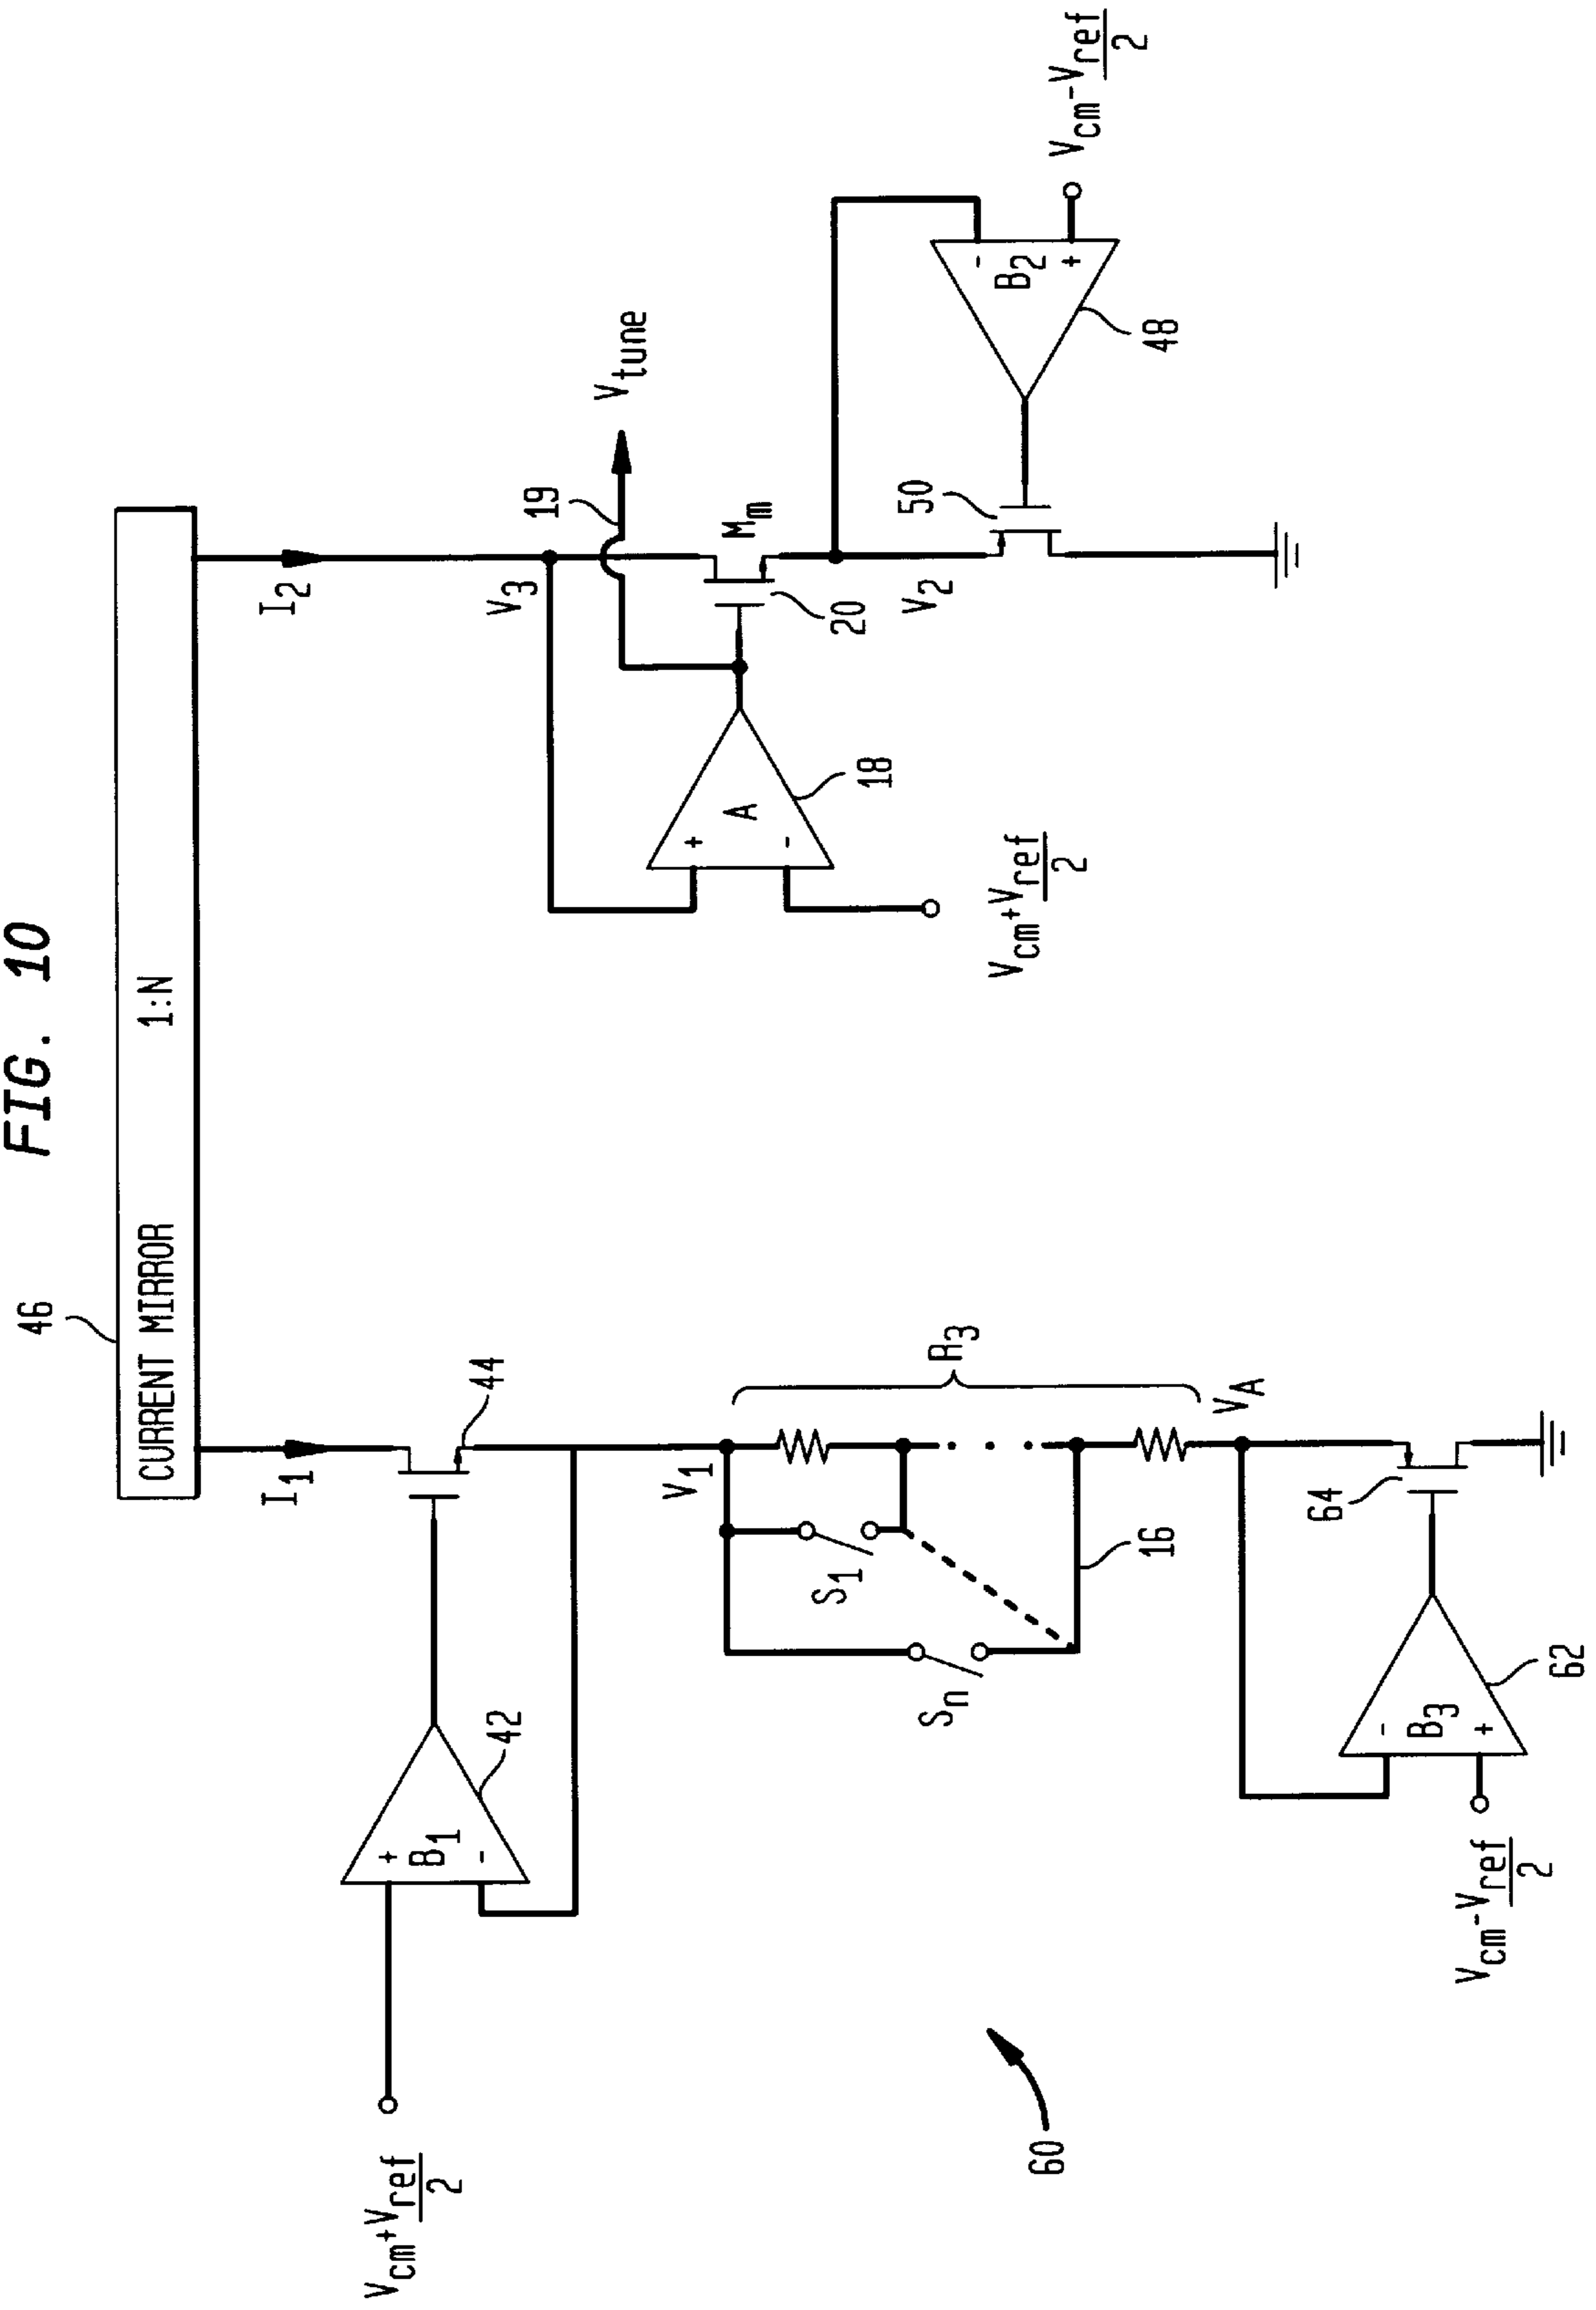 FIG. 10
46
CURRENT MIRROR 1:N
I1
I2
44
Vcm+Vref/2
+
B1
-
42
V1
S1
Sn
R3
16
VA
-
B3
+
62
64
Vcm-Vref/2
V3
19
Vtune
+
A
-
18
Vcm+Vref/2
Mm
20
V2
50
-
B2
+
48
Vcm-Vref/2
60